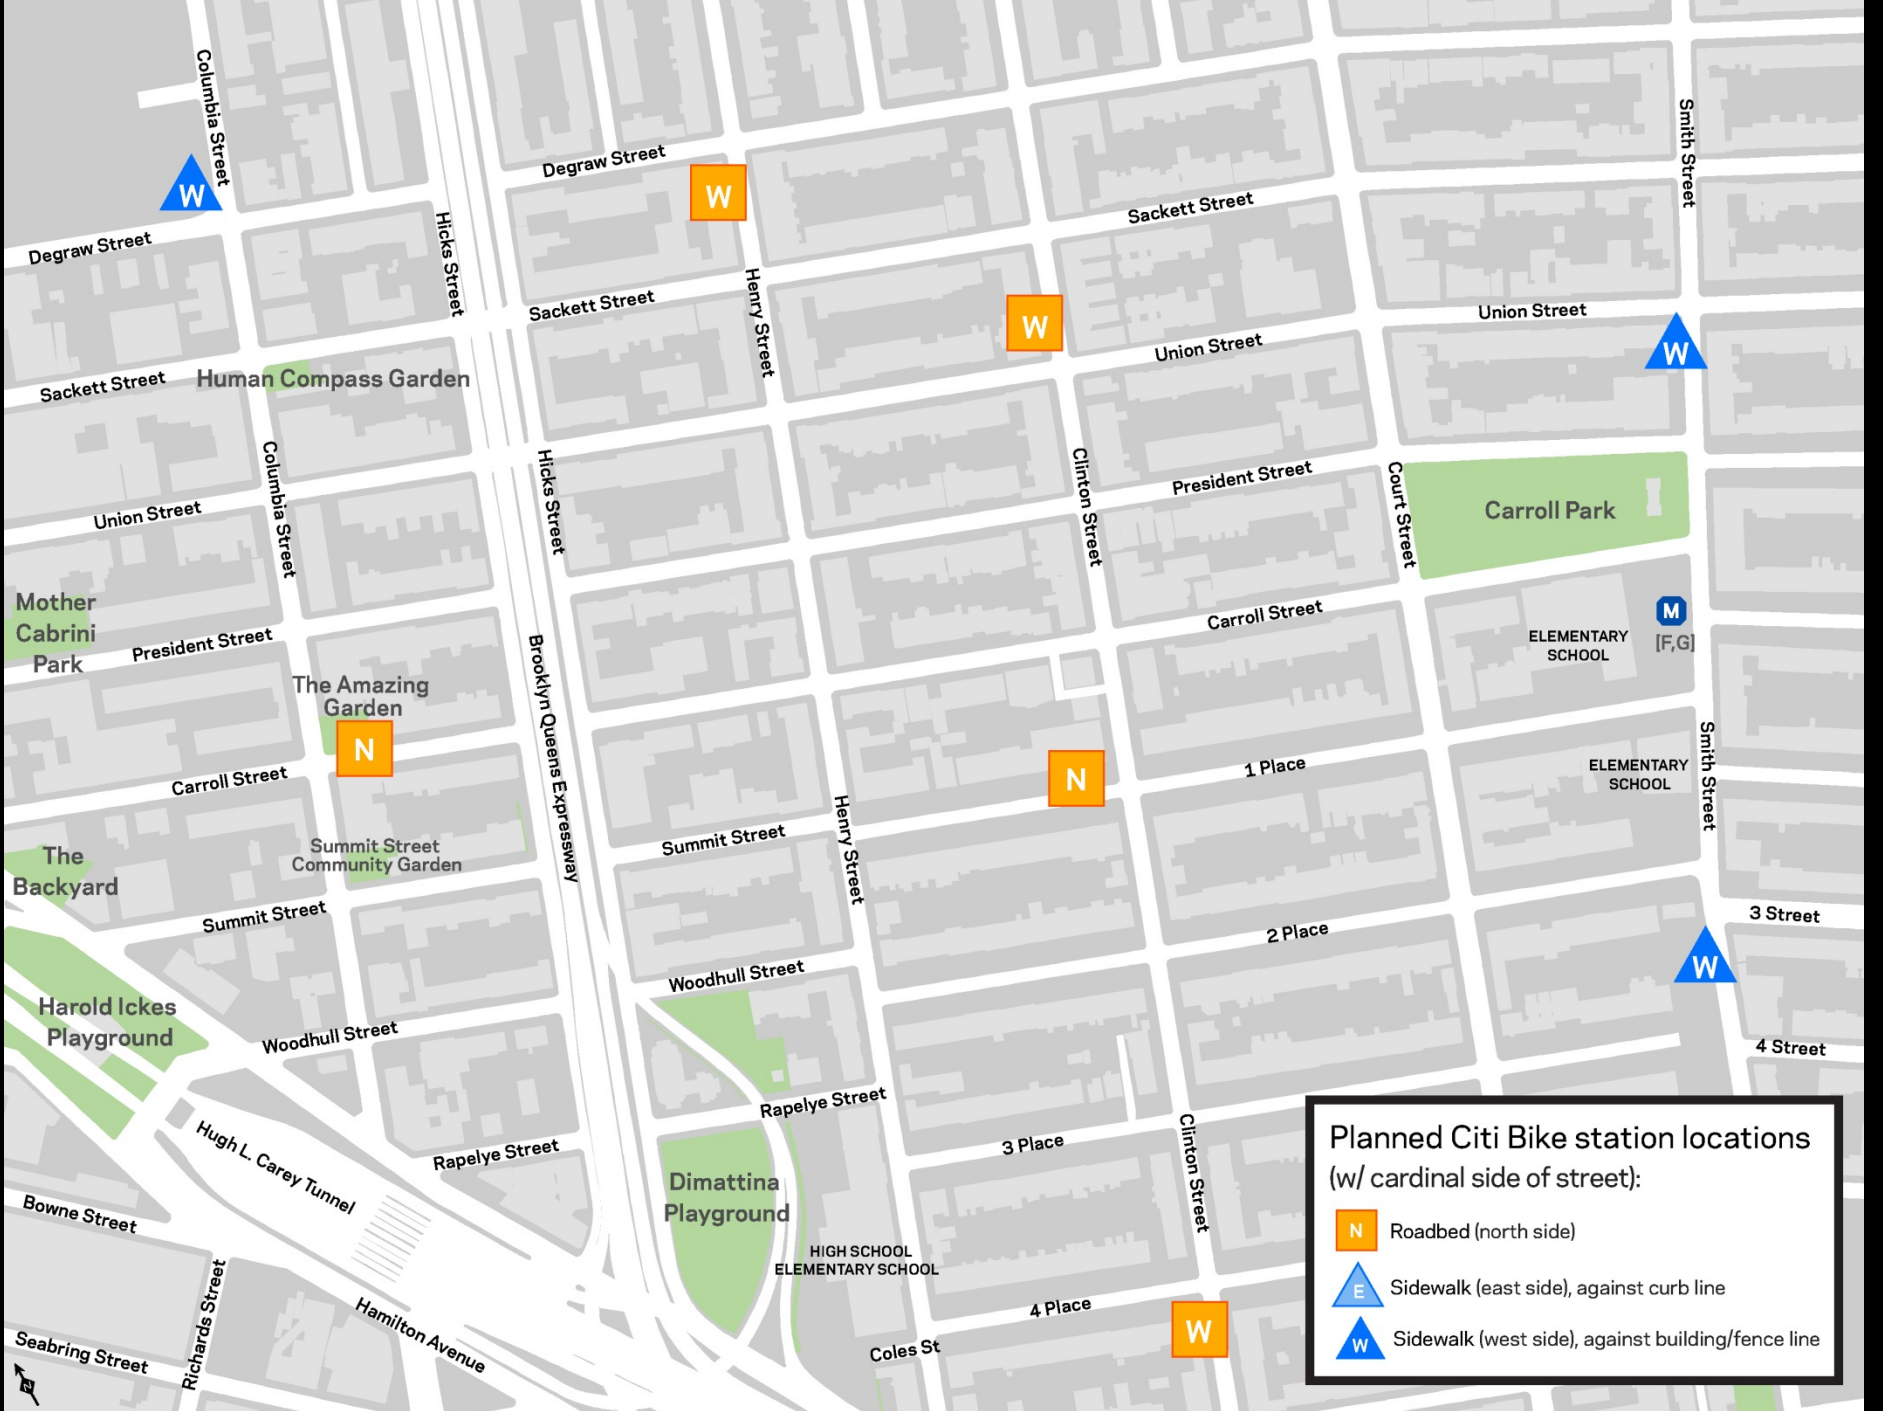 Columbia Street
W
Degraw Street
W
Smith Street
Sackett Street
Degraw Street
Hicks Street
Sackett Street
Henry Street
W
Union Street
Union Street
W
Sackett Street
Human Compass Garden
Columbia Street
Hicks Street
Clinton Street
President Street
Court Street
Carroll Park
Union Street
Mother
Cabrini
Park
President Street
Carroll Street
ELEMENTARY
SCHOOL
M
[F,G]
The Amazing
Garden
N
Brooklyn Queens Expressway
Carroll Street
N
1 Place
ELEMENTARY
SCHOOL
Smith Street
Summit Street
Henry Street
Summit Street
Community Garden
The
Backyard
Summit Street
2 Place
3 Street
W
Woodhull Street
Harold Ickes
Playground
Woodhull Street
4 Street
Rapelye Street
Hugh L. Carey Tunnel
Rapelye Street
3 Place
Clinton Street
Dimattina
Playground
Bowne Street
HIGH SCHOOL
ELEMENTARY SCHOOL
Richards Street
Hamilton Avenue
4 Place
W
Coles St
Seabring Street
N
Planned Citi Bike station locations
(w/ cardinal side of street):
N Roadbed (north side)
E Sidewalk (east side), against curb line
W Sidewalk (west side), against building/fence line